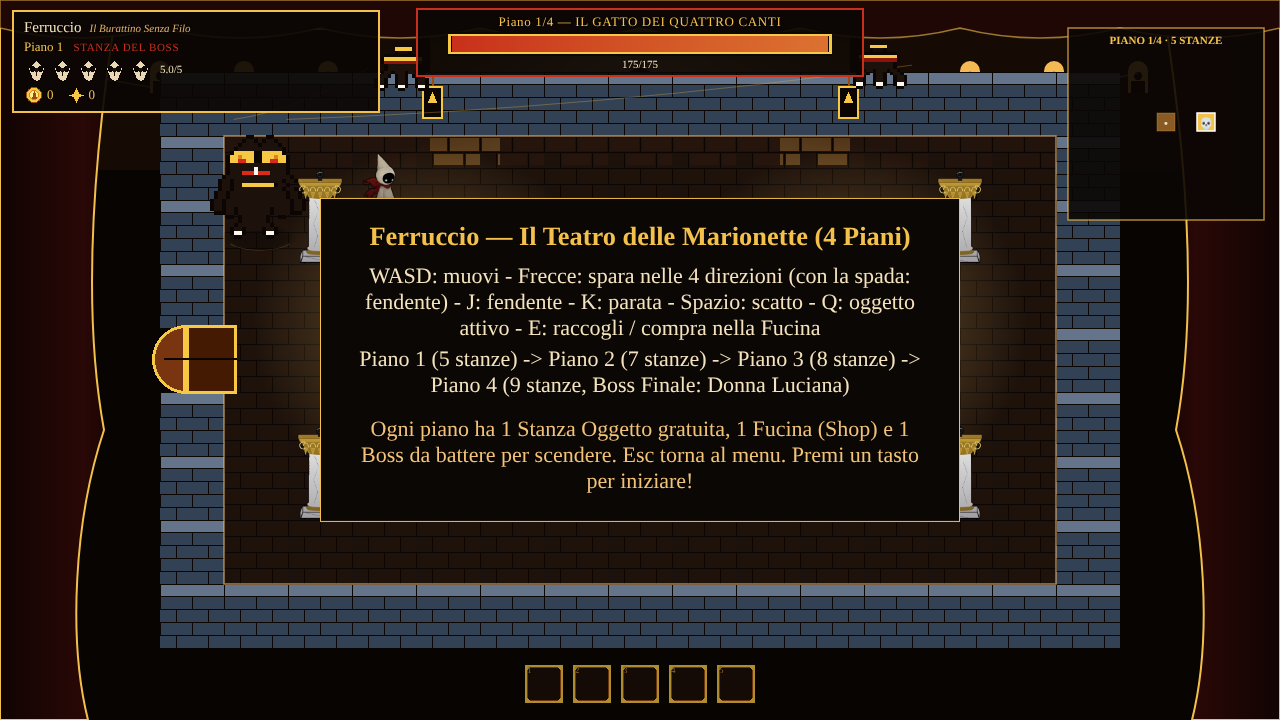 Ferruccio Il Burattino Senza Filo
Piano 1 STANZA DEL BOSS
5.0/5
0 0
Piano 1/4 — IL GATTO DEI QUATTRO CANTI
175/175
PIANO 1/4 · 5 STANZE
Ferruccio — Il Teatro delle Marionette (4 Piani)
WASD: muovi - Frecce: spara nelle 4 direzioni (con la spada:
fendente) - J: fendente - K: parata - Spazio: scatto - Q: oggetto
attivo - E: raccogli / compra nella Fucina
Piano 1 (5 stanze) -> Piano 2 (7 stanze) -> Piano 3 (8 stanze) ->
Piano 4 (9 stanze, Boss Finale: Donna Luciana)
Ogni piano ha 1 Stanza Oggetto gratuita, 1 Fucina (Shop) e 1
Boss da battere per scendere. Esc torna al menu. Premi un tasto
per iniziare!
1 2 3 4 5